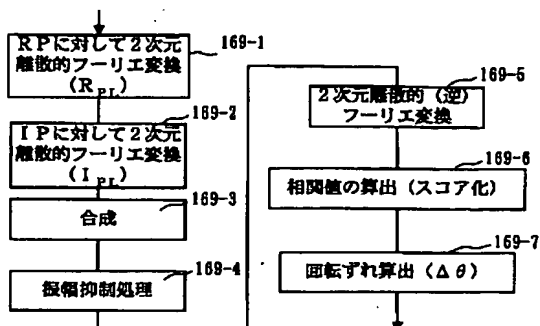 RPに対して2次元
離散的フーリエ変換
(R_PL)
169-1
IPに対して2次元
離散的フーリエ変換
(I_PL)
169-2
合成
169-3
振幅抑制処理
169-4
2次元離散的(逆)
フーリエ変換
169-5
相関値の算出(スコア化)
169-6
回転ずれ算出(Δθ)
169-7